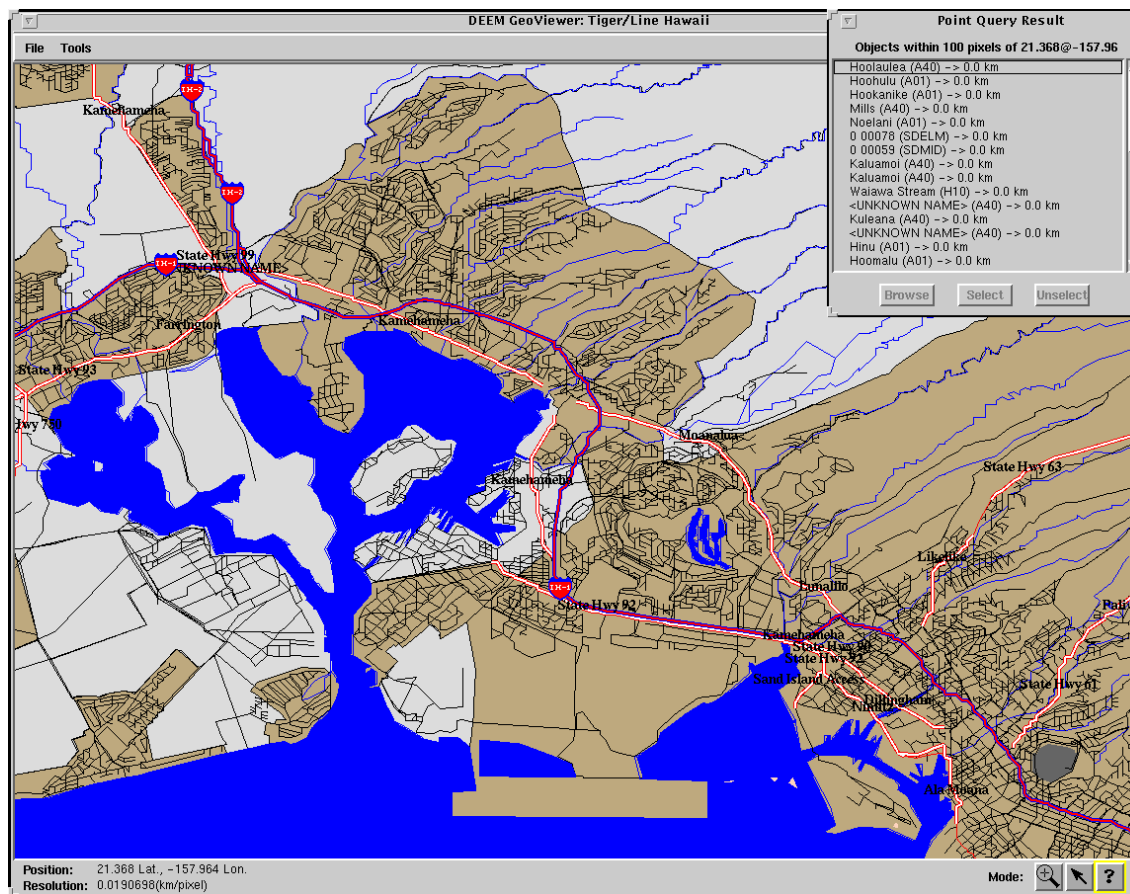 DEEM GeoViewer: Tiger/Line Hawaii
File Tools
Point Query Result
Objects within 100 pixels of 21.368@-157.96
Hoolaulea (A40) -> 0.0 km
Hoohulu (A01) -> 0.0 km
Hookanike (A01) -> 0.0 km
Mills (A40) -> 0.0 km
Noelani (A01) -> 0.0 km
0 00078 (SDELM) -> 0.0 km
0 00059 (SDMID) -> 0.0 km
Kaluamoi (A40) -> 0.0 km
Kaluamoi (A40) -> 0.0 km
Waiawa Stream (H10) -> 0.0 km
<UNKNOWN NAME> (A40) -> 0.0 km
Kuleana (A40) -> 0.0 km
<UNKNOWN NAME> (A40) -> 0.0 km
Hinu (A01) -> 0.0 km
Hoomalu (A01) -> 0.0 km
Browse Select Unselect
IH-2
Kamehameha
IH-2
State Hwy 99
IH-1
NKNOWN NAME>
Farrington
Kamehameha
State Hwy 93
Hwy 780
Moanalua
State Hwy 63
Kamehameha
Likelike
IH-1
Lunalilo
State Hwy 92
Kamehameha
State Hwy 90
State Hwy 92
Sand Island Access
State Hwy 61
Dillingham
Nimitz
Ala Moana
Position: 21.368 Lat., -157.964 Lon.
Resolution: 0.0190698(km/pixel)
Mode: ?